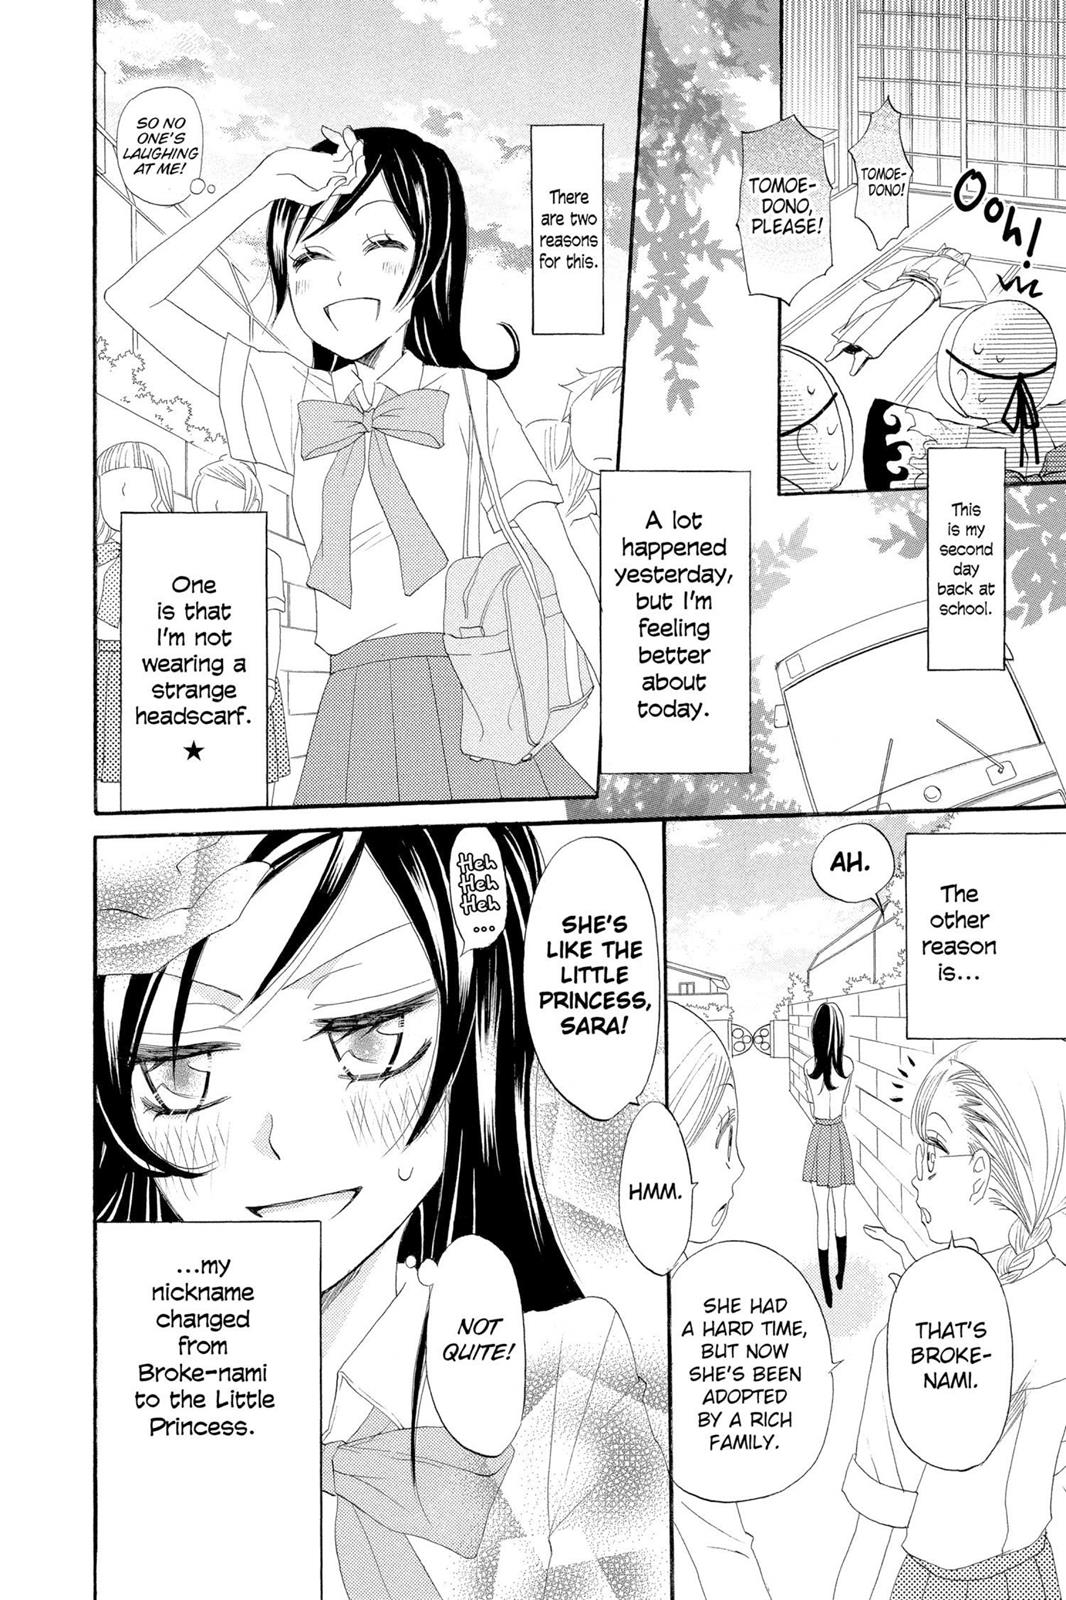 TOMOE-
DONO!
TOMOE-
DONO,
PLEASE!
Ooh!
This
is my
second
day
back at
school.
A lot
happened
yesterday,
but I'm
feeling
better
about
today.
There
are two
reasons
for this.
SO NO
ONE'S
LAUGHING
AT ME!
One
is that
I'm not
wearing a
strange
headscarf.
★
The
other
reason
is...
AH.
THAT'S
BROKE-
NAMI.
HMM.
SHE HAD
A HARD TIME,
BUT NOW
SHE'S BEEN
ADOPTED
BY A RICH
FAMILY.
SHE'S
LIKE THE
LITTLE
PRINCESS,
SARA!
Heh
Heh
Heh
...
NOT
QUITE!
...my
nickname
changed
from
Broke-nami
to the Little
Princess.